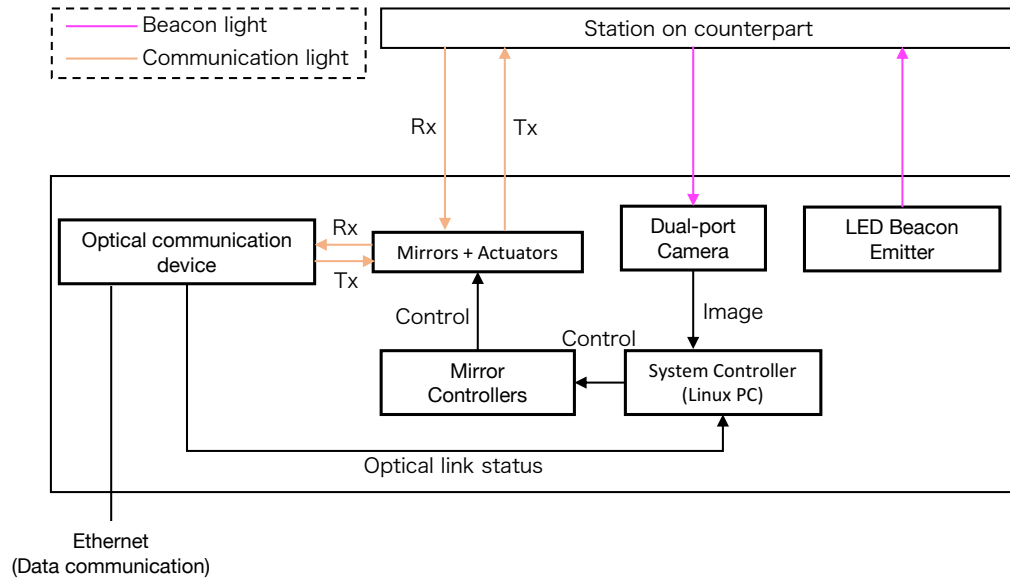 Beacon light
Communication light
Station on counterpart
Rx
Tx
Optical communication
device
Rx
Tx
Mirrors + Actuators
Dual-port
Camera
LED Beacon
Emitter
Control
Image
Control
Mirror
Controllers
System Controller
(Linux PC)
Optical link status
Ethernet
(Data communication)